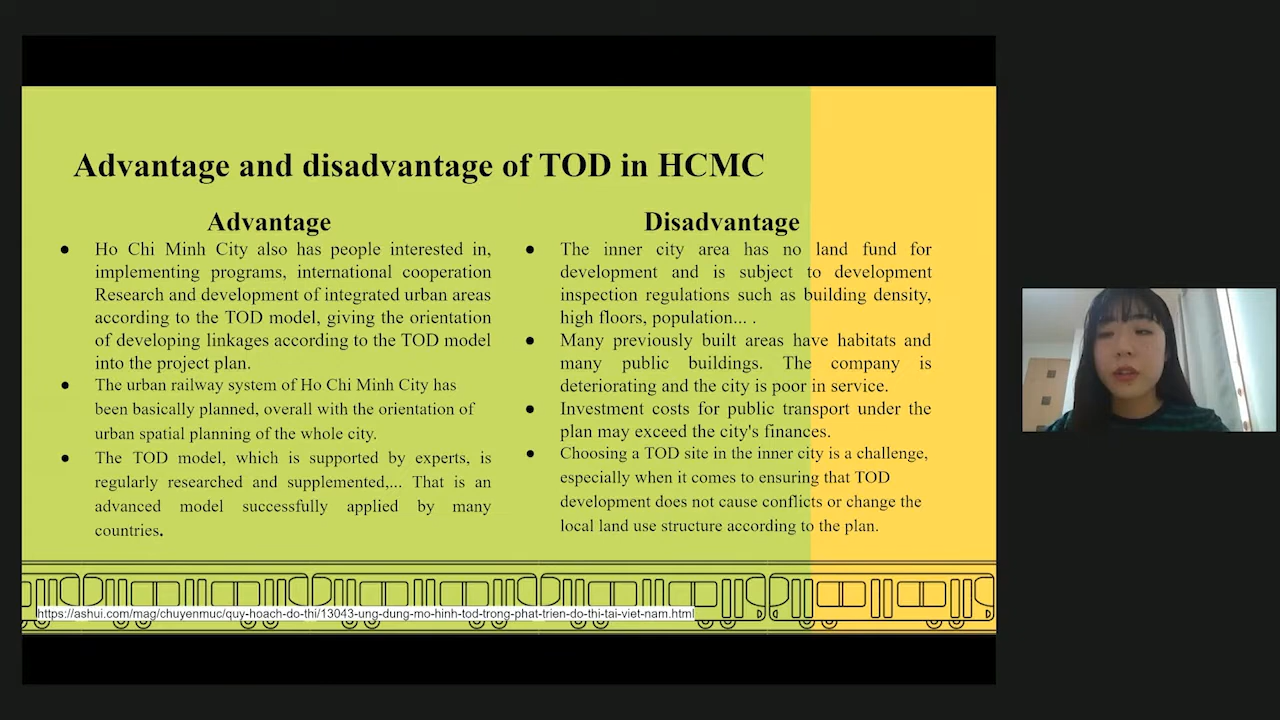 Advantage and disadvantage of TOD in HCMC
Advantage
● Ho Chi Minh City also has people interested in,
implementing programs, international cooperation
Research and development of integrated urban areas
according to the TOD model, giving the orientation
of developing linkages according to the TOD model
into the project plan.
● The urban railway system of Ho Chi Minh City has
been basically planned, overall with the orientation of
urban spatial planning of the whole city.
● The TOD model, which is supported by experts, is
regularly researched and supplemented,... That is an
advanced model successfully applied by many
countries.
Disadvantage
● The inner city area has no land fund for
development and is subject to development
inspection regulations such as building density,
high floors, population... .
● Many previously built areas have habitats and
many public buildings. The company is
deteriorating and the city is poor in service.
● Investment costs for public transport under the
plan may exceed the city's finances.
● Choosing a TOD site in the inner city is a challenge,
especially when it comes to ensuring that TOD
development does not cause conflicts or change the
local land use structure according to the plan.
https://ashui.com/mag/chuyenmuc/quy-hoach-do-thi/13043-ung-dung-mo-hinh-tod-trong-phat-trien-do-thi-tai-viet-nam.html